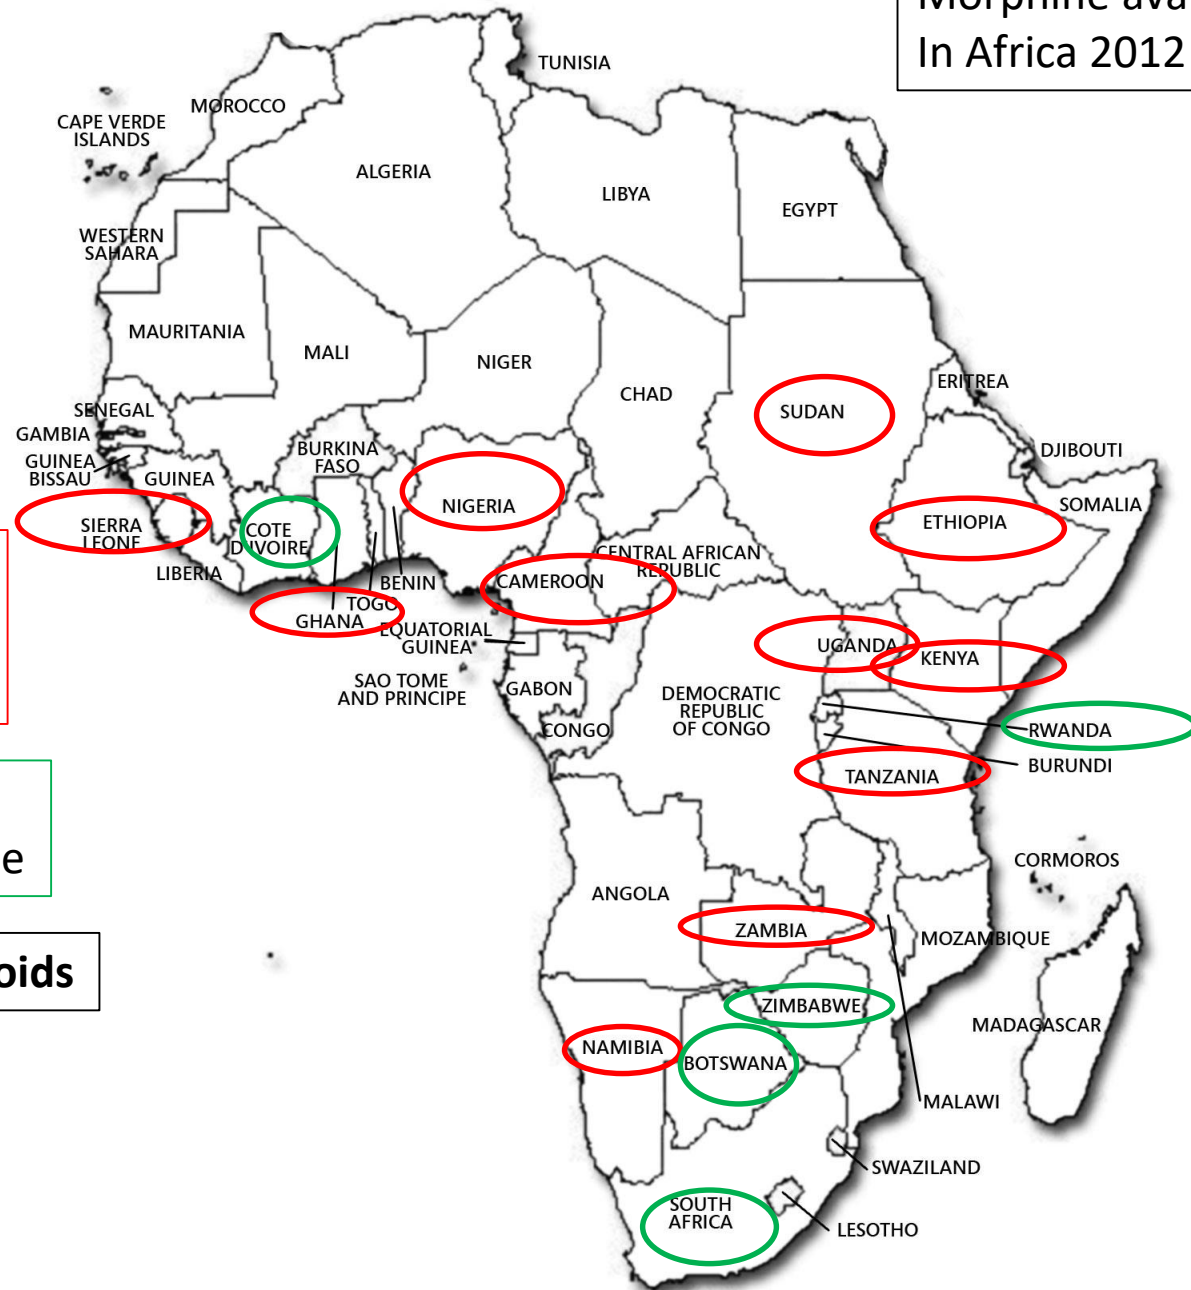 In Africa 2012
TUNISIA
MOROCCO
CAPE VERDE
ISLANDS
ALGERIA
LIBYA
EGYPT
WESTERN
SAHARA
MAURITANIA
MALI
NIGER
CHAD
SUDAN
ERITREA
SENEGAL
GAMBIA
GUINEA
BISSAU
GUINEA
BURKINA
FASO
DJIBOUTI
NIGERIA
SOMALIA
ETHIOPIA
SIERRA
LEONE
COTE
D'IVOIRE
LIBERIA
BENIN
TOGO
GHANA
CAMEROON
CENTRAL AFRICAN
REPUBLIC
EQUATORIAL
GUINEA
SAO TOME
AND PRINCIPE
GABON
CONGO
DEMOCRATIC
REPUBLIC
OF CONGO
UGANDA
KENYA
RWANDA
BURUNDI
TANZANIA
CORMOROS
ANGOLA
ZAMBIA
MOZAMBIQUE
ZIMBABWE
MADAGASCAR
NAMIBIA
BOTSWANA
MALAWI
SWAZILAND
SOUTH
AFRICA
LESOTHO